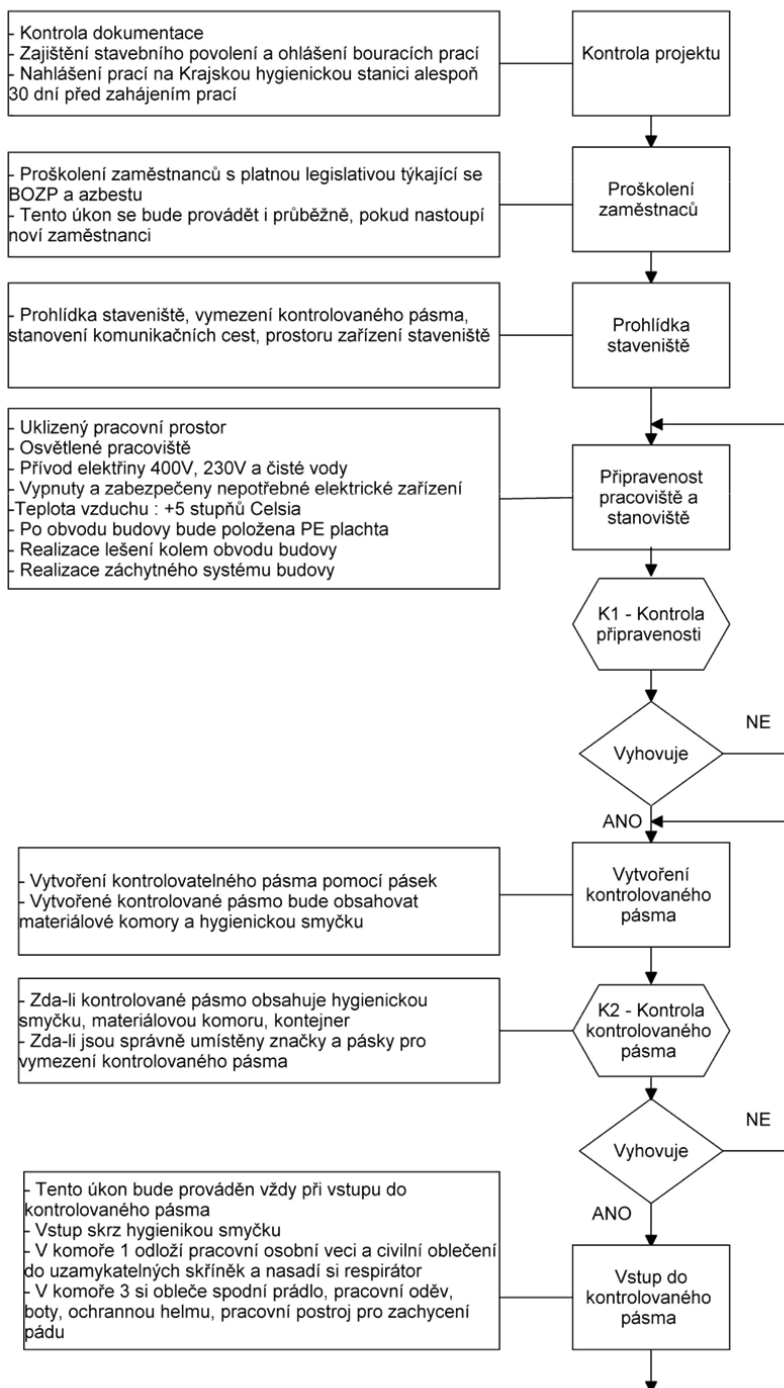 - Kontrola dokumentace
- Zajištění stavebního povolení a ohlášení bouracích prací
- Nahlášení prací na Krajskou hygienickou stanici alespoň
30 dní před zahájením prací
Kontrola projektu
- Proškolení zaměstnanců s platnou legislativou týkající se
BOZP a azbestu
- Tento úkon se bude provádět i průběžně, pokud nastoupí
noví zaměstnanci
Proškolení
zaměstnaců
- Prohlídka staveniště, vymezení kontrolovaného pásma,
stanovení komunikačních cest, prostoru zařízení staveniště
Prohlídka
staveniště
- Uklizený pracovní prostor
- Osvětlené pracoviště
- Přívod elektřiny 400V, 230V a čisté vody
- Vypnuty a zabezpečeny nepotřebné elektrické zařízení
-Teplota vzduchu : +5 stupňů Celsia
- Po obvodu budovy bude položena PE plachta
- Realizace lešení kolem obvodu budovy
- Realizace záchytného systému budovy
Připravenost
pracoviště a
stanoviště
K1 - Kontrola
připravenosti
NE
Vyhovuje
ANO
- Vytvoření kontrolovatelného pásma pomocí pásek
- Vytvořené kontrolované pásmo bude obsahovat
materiálové komory a hygienickou smyčku
Vytvoření
kontrolovaného
pásma
- Zda-li kontrolované pásmo obsahuje hygienickou
smyčku, materiálovou komoru, kontejner
- Zda-li jsou správně umístěny značky a pásky pro
vymezení kontrolovaného pásma
K2 - Kontrola
kontrolovaného
pásma
NE
Vyhovuje
ANO
- Tento úkon bude prováděn vždy při vstupu do
kontrolovaného pásma
- Vstup skrz hygienikou smyčku
- V komoře 1 odloží pracovní osobní veci a civilní oblečení
do uzamykatelných skříněk a nasadí si respirátor
- V komoře 3 si obleče spodní prádlo, pracovní oděv,
boty, ochrannou helmu, pracovní postroj pro zachycení
pádu
Vstup do
kontrolovaného
pásma